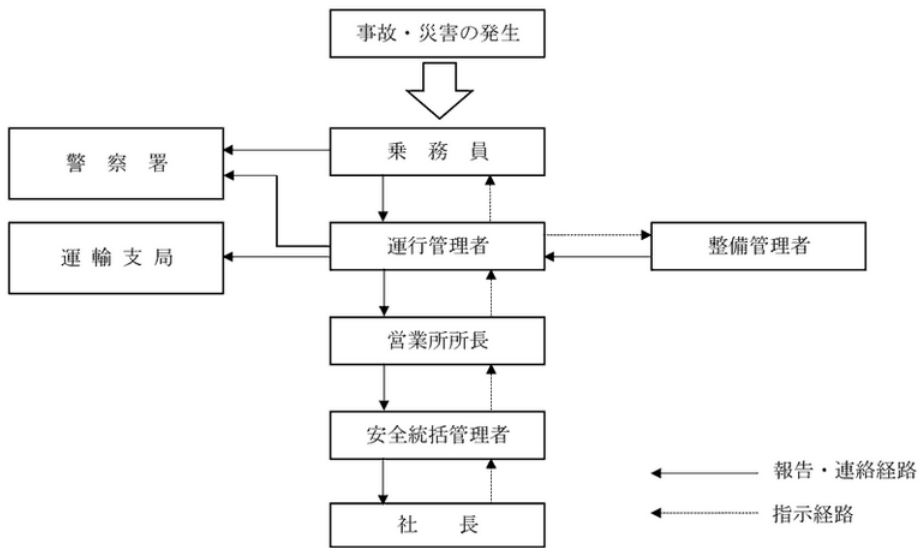 事故・災害の発生
乗務員
警察署
運行管理者
整備管理者
運輸支局
営業所所長
安全統括管理者
報告・連絡経路
指示経路
社長